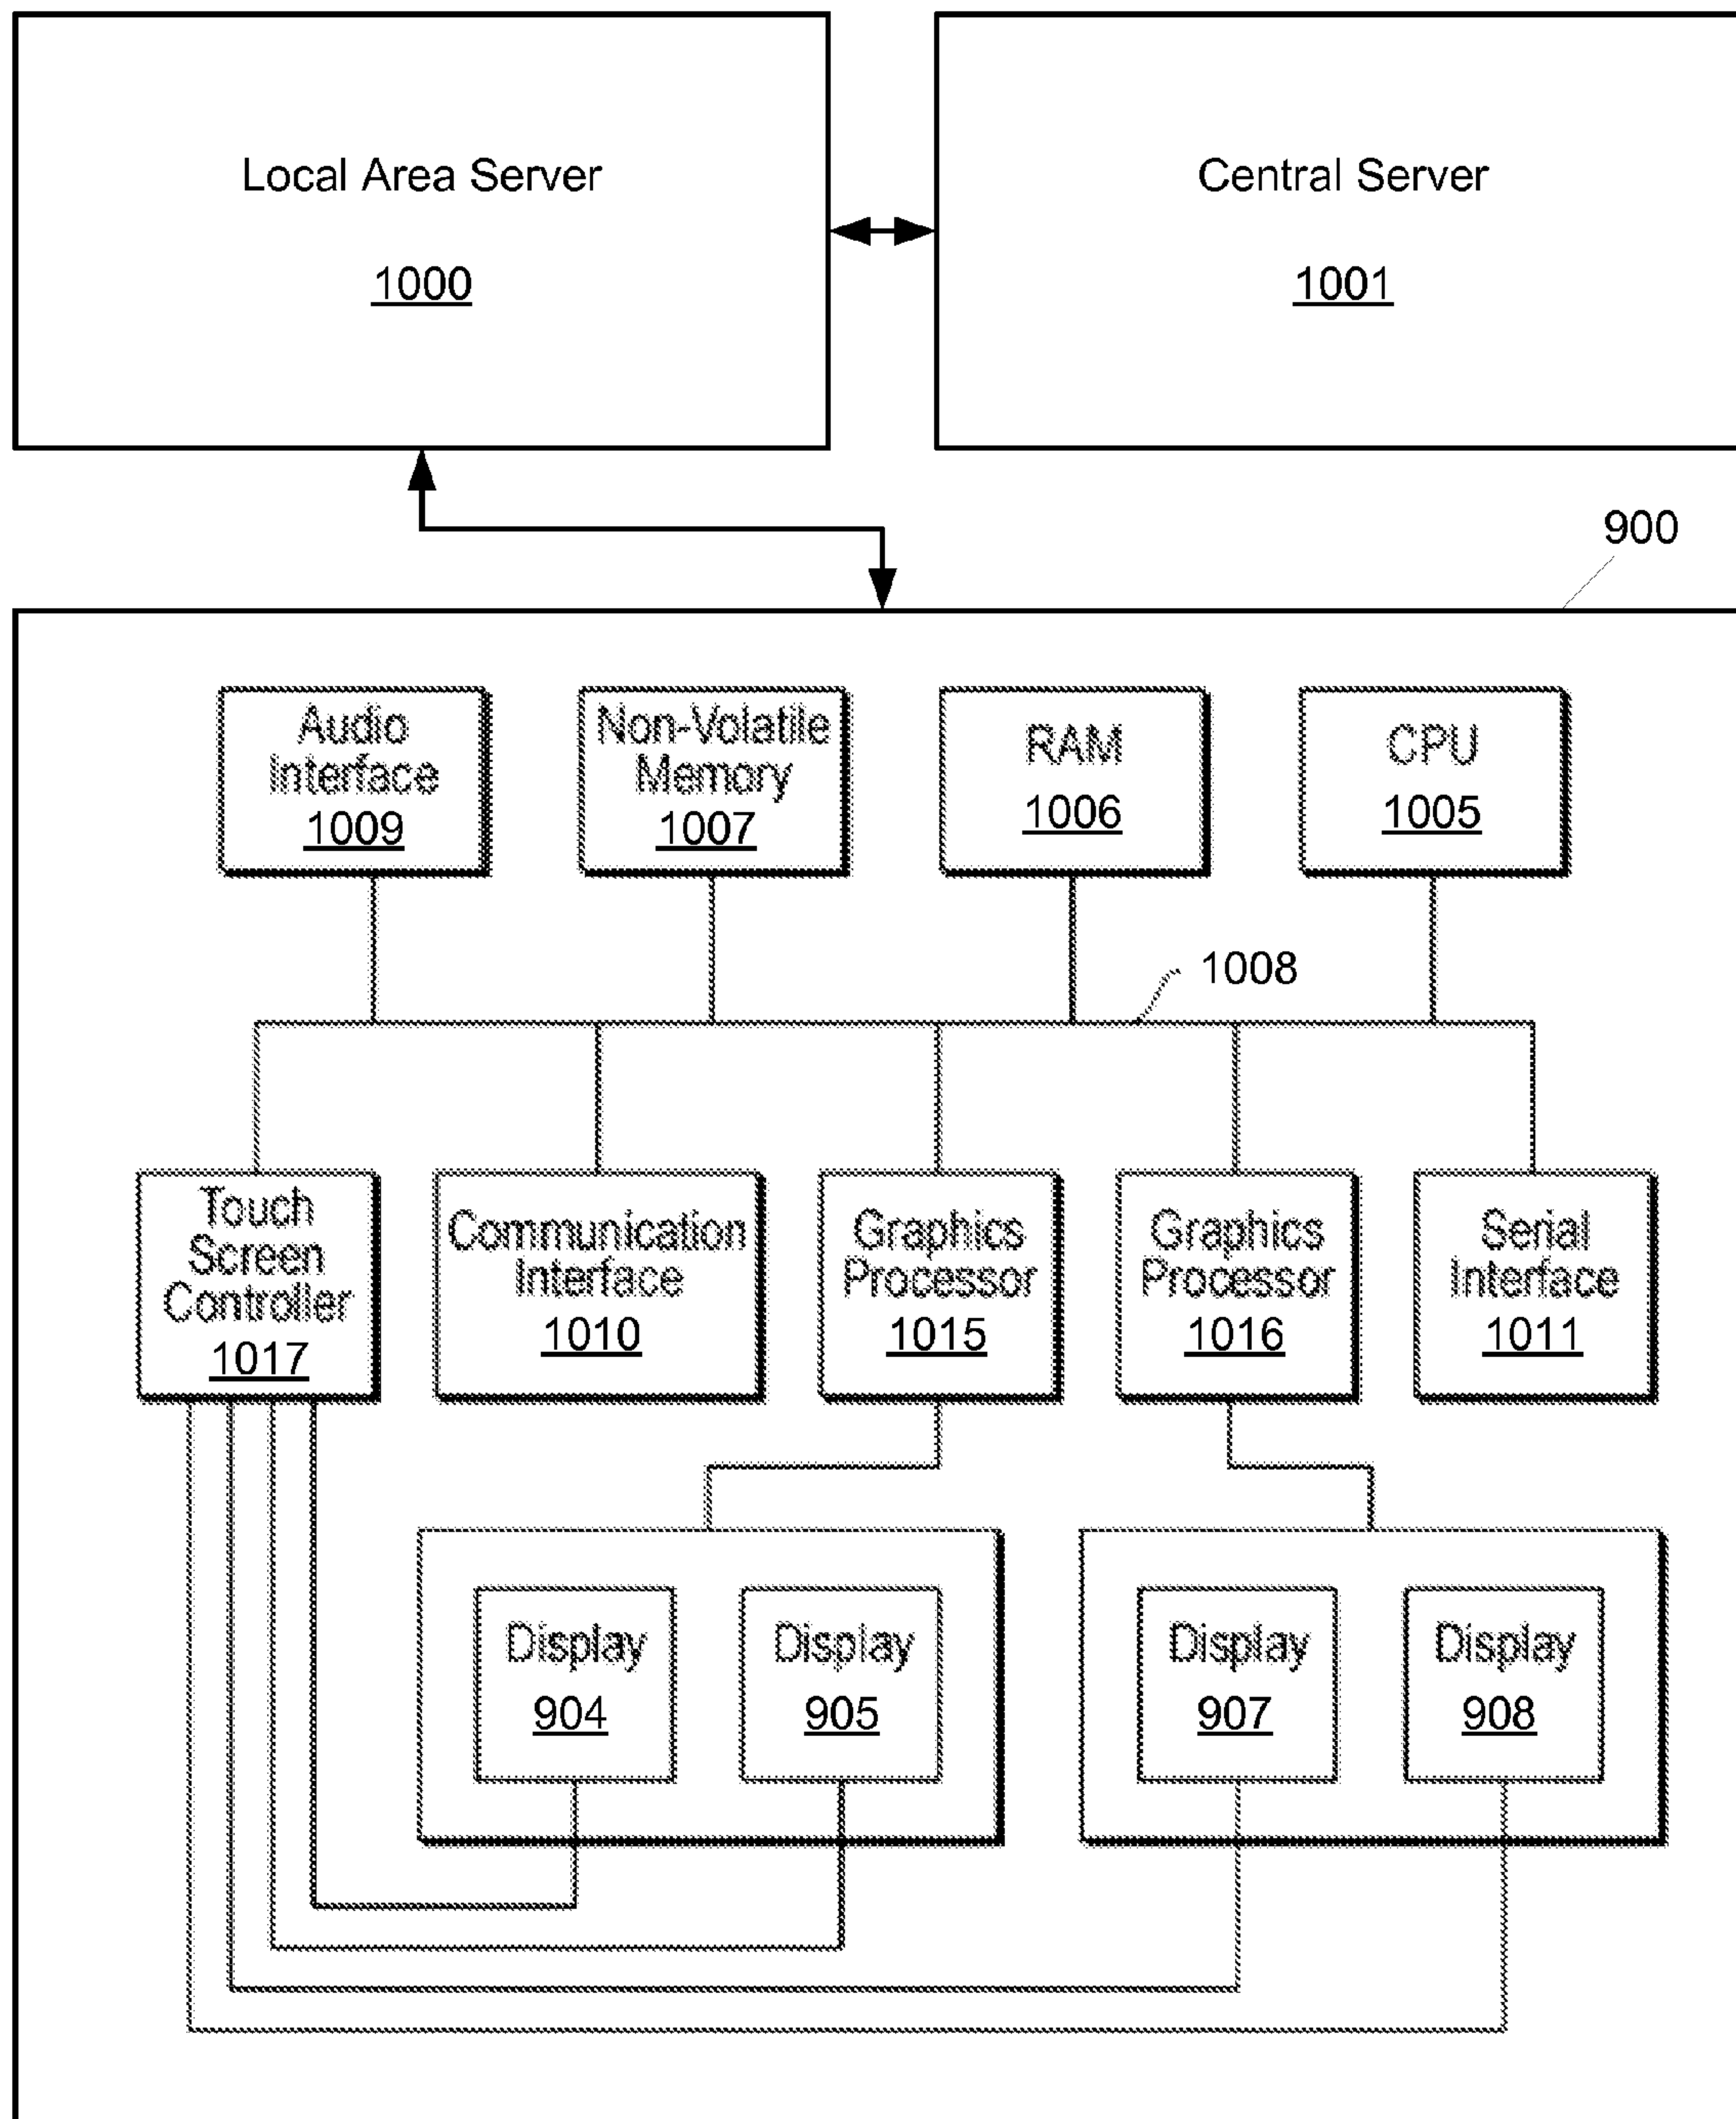 Local Area Server
1000
Central Server
1001
900
Audio
Interface
1009
Non-Volatile
Memory
1007
RAM
1006
CPU
1005
1008
Touch
Screen
Controller
1017
Communication
Interface
1010
Graphics
Processor
1015
Graphics
Processor
1016
Serial
Interface
1011
Display
904
Display
905
Display
907
Display
908